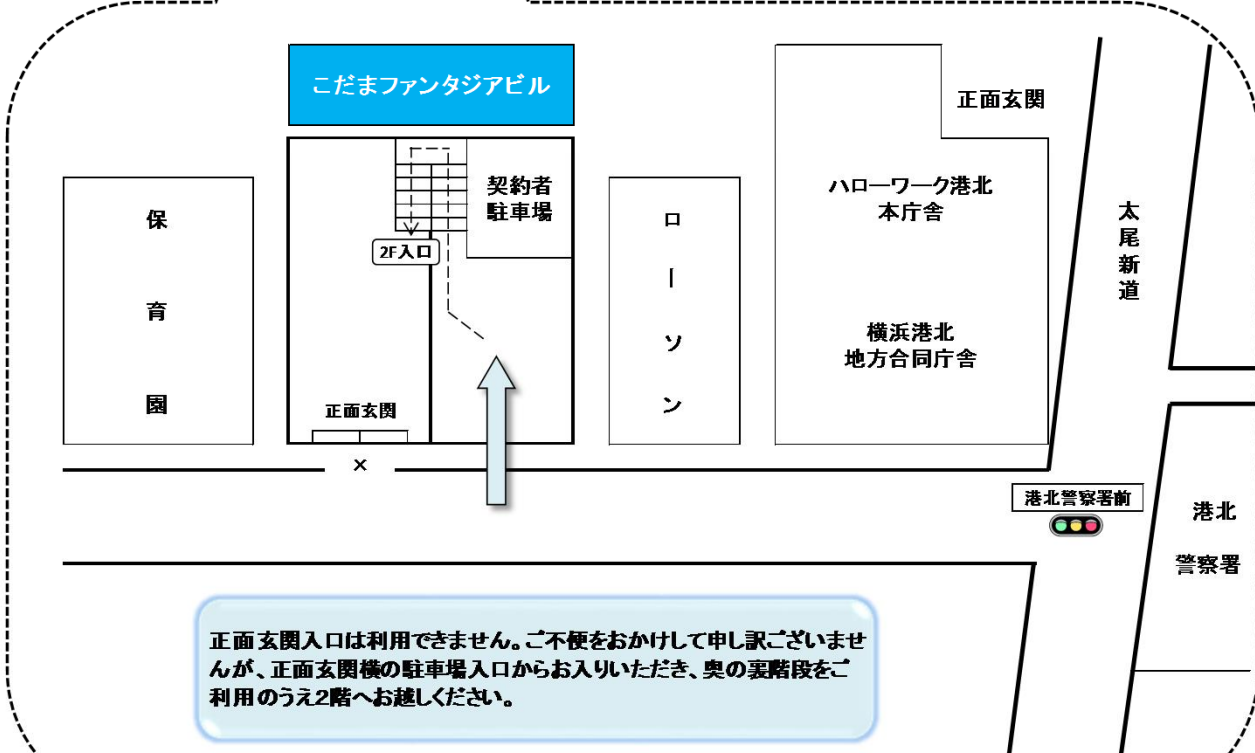 こだまファンタジアビル
正面玄関
契約者
駐車場
2F入口
保育園
ローソン
ハローワーク港北
本庁舎
太尾新道
横浜港北
地方合同庁舎
正面玄関
×
港北警察署前
港北
警察署
正面玄関入口は利用できません。ご不便をおかけして申し訳ございませ
んが、正面玄関横の駐車場入口からお入りいただき、奥の裏階段をご
利用のうえ2階へお越しください。